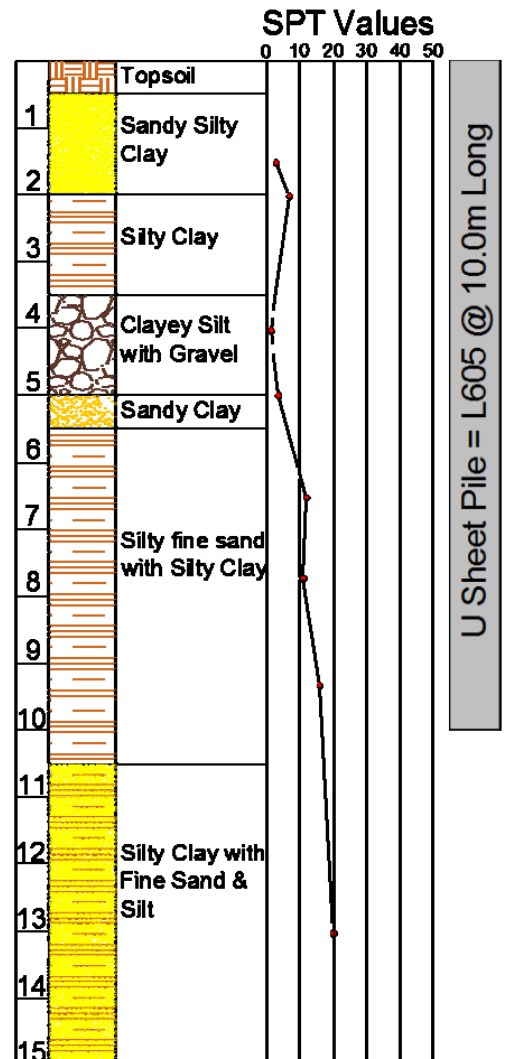 SPT Values
0 10 20 30 40 50
Topsoil
1
Sandy Silty
Clay
2
Silty Clay
3
4
Clayey Silt
with Gravel
5
Sandy Clay
6
7
Silty fine sand
with Silty Clay
8
9
10
11
12
Silty Clay with
Fine Sand &
Silt
13
14
15
U Sheet Pile = L605 @ 10.0m Long